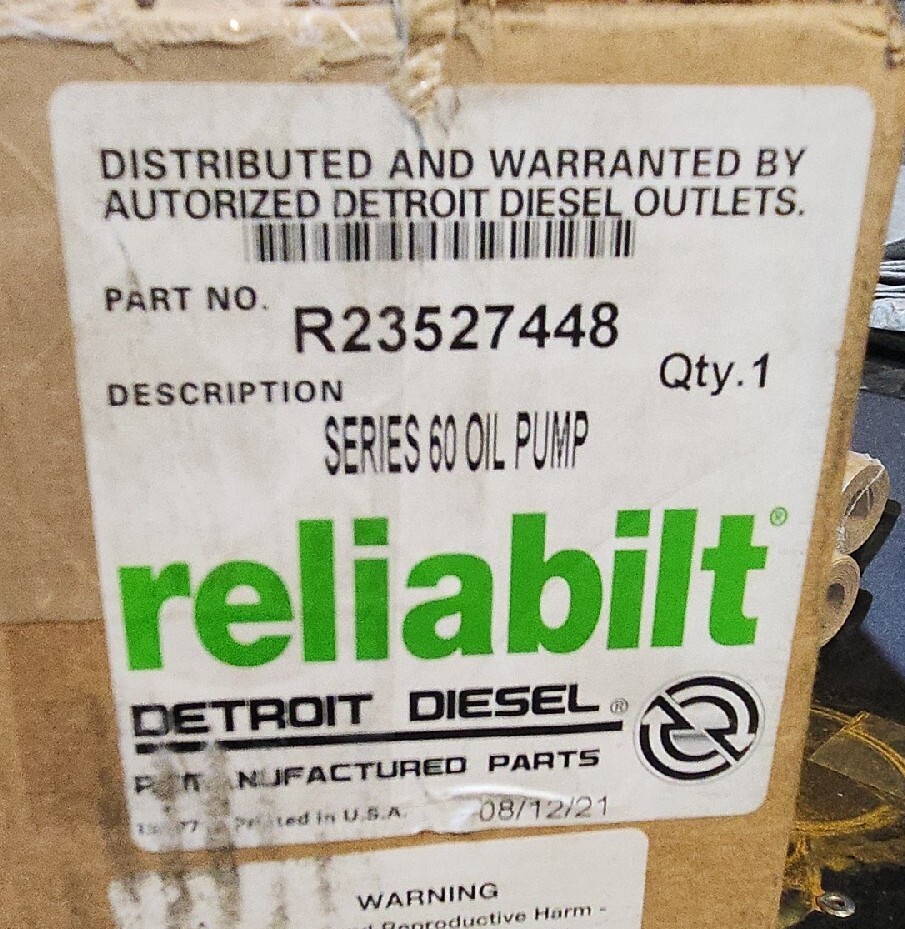 DISTRIBUTED AND WARRANTED BY
AUTORIZED DETROIT DIESEL OUTLETS.
PART NO. R23527448
Qty.1
DESCRIPTION
SERIES 60 OIL PUMP
reliabilt®
DETROIT DIESEL®
PARTS
Printed in U.S.A. 08/12/21
WARNING
Reproductive Harm -